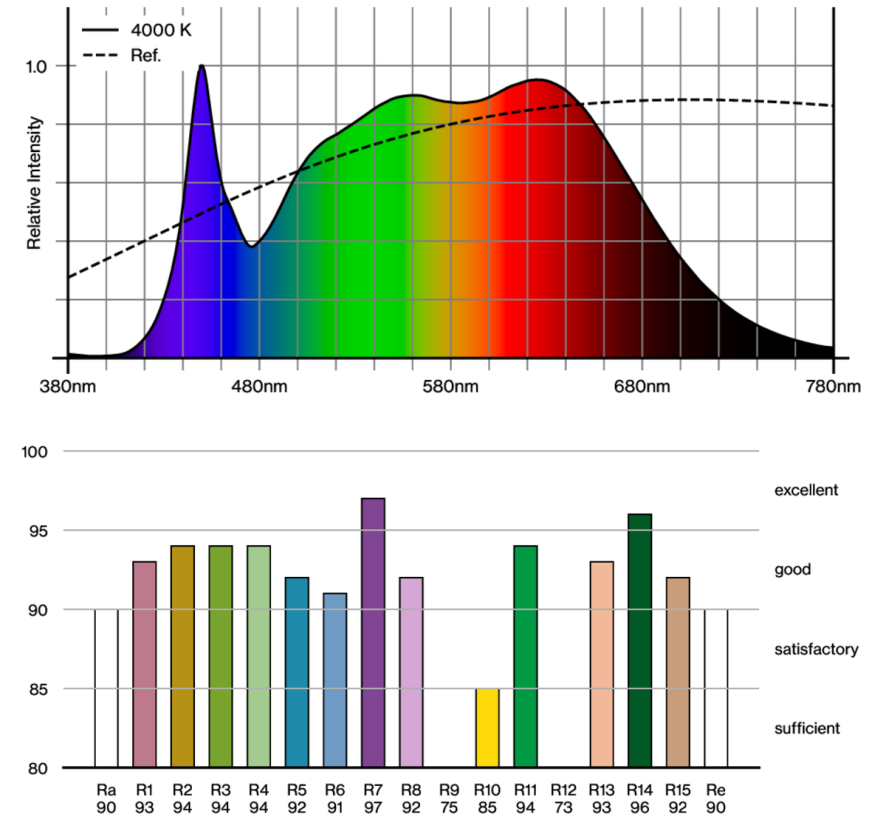 4000 K
Ref.
1.0
Relative Intensity
380nm 480nm 580nm 680nm 780nm
100
excellent
95
good
90
satisfactory
85
sufficient
80
Ra R1 R2 R3 R4 R5 R6 R7 R8 R9 R10 R11 R12 R13 R14 R15 Re
90 93 94 94 94 92 91 97 92 75 85 94 73 93 96 92 90